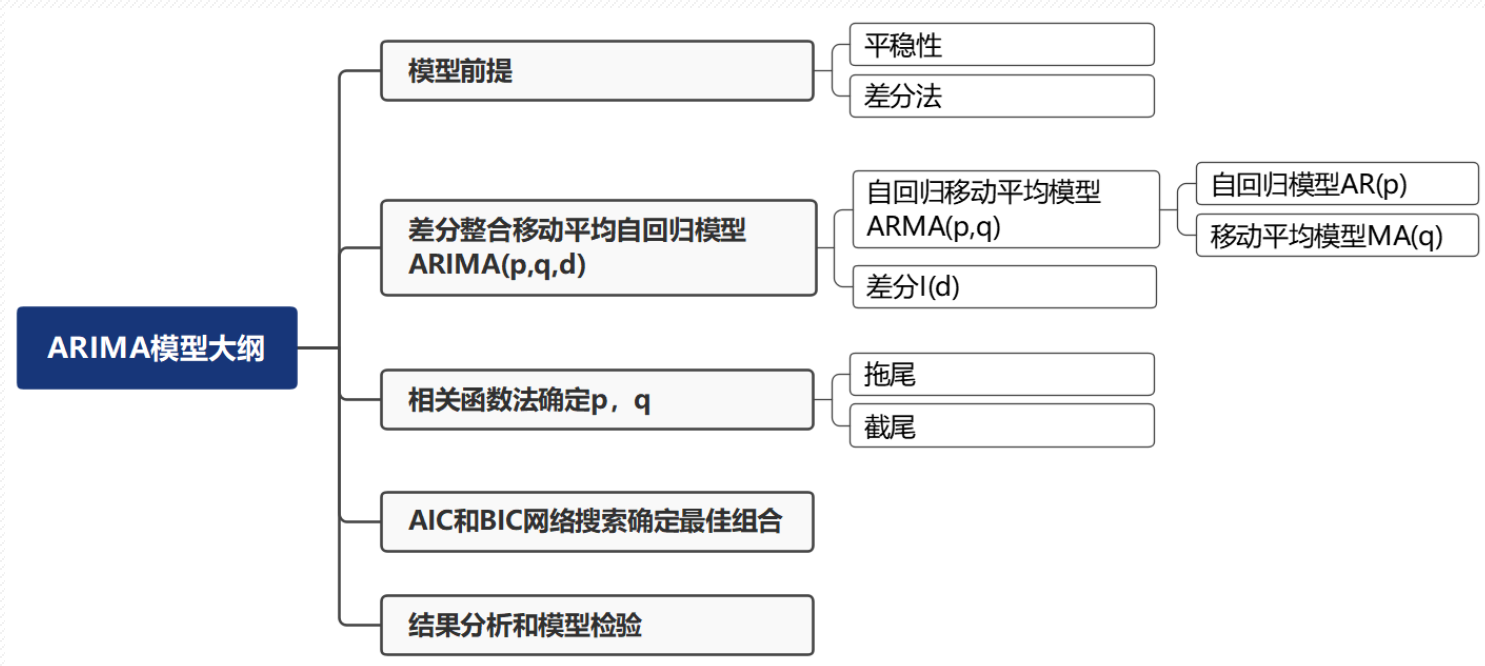 ARIMA模型大纲
模型前提
平稳性
差分法
差分整合移动平均自回归模型
ARIMA(p,q,d)
自回归移动平均模型
ARMA(p,q)
自回归模型AR(p)
移动平均模型MA(q)
差分I(d)
相关函数法确定p，q
拖尾
截尾
AIC和BIC网络搜索确定最佳组合
结果分析和模型检验